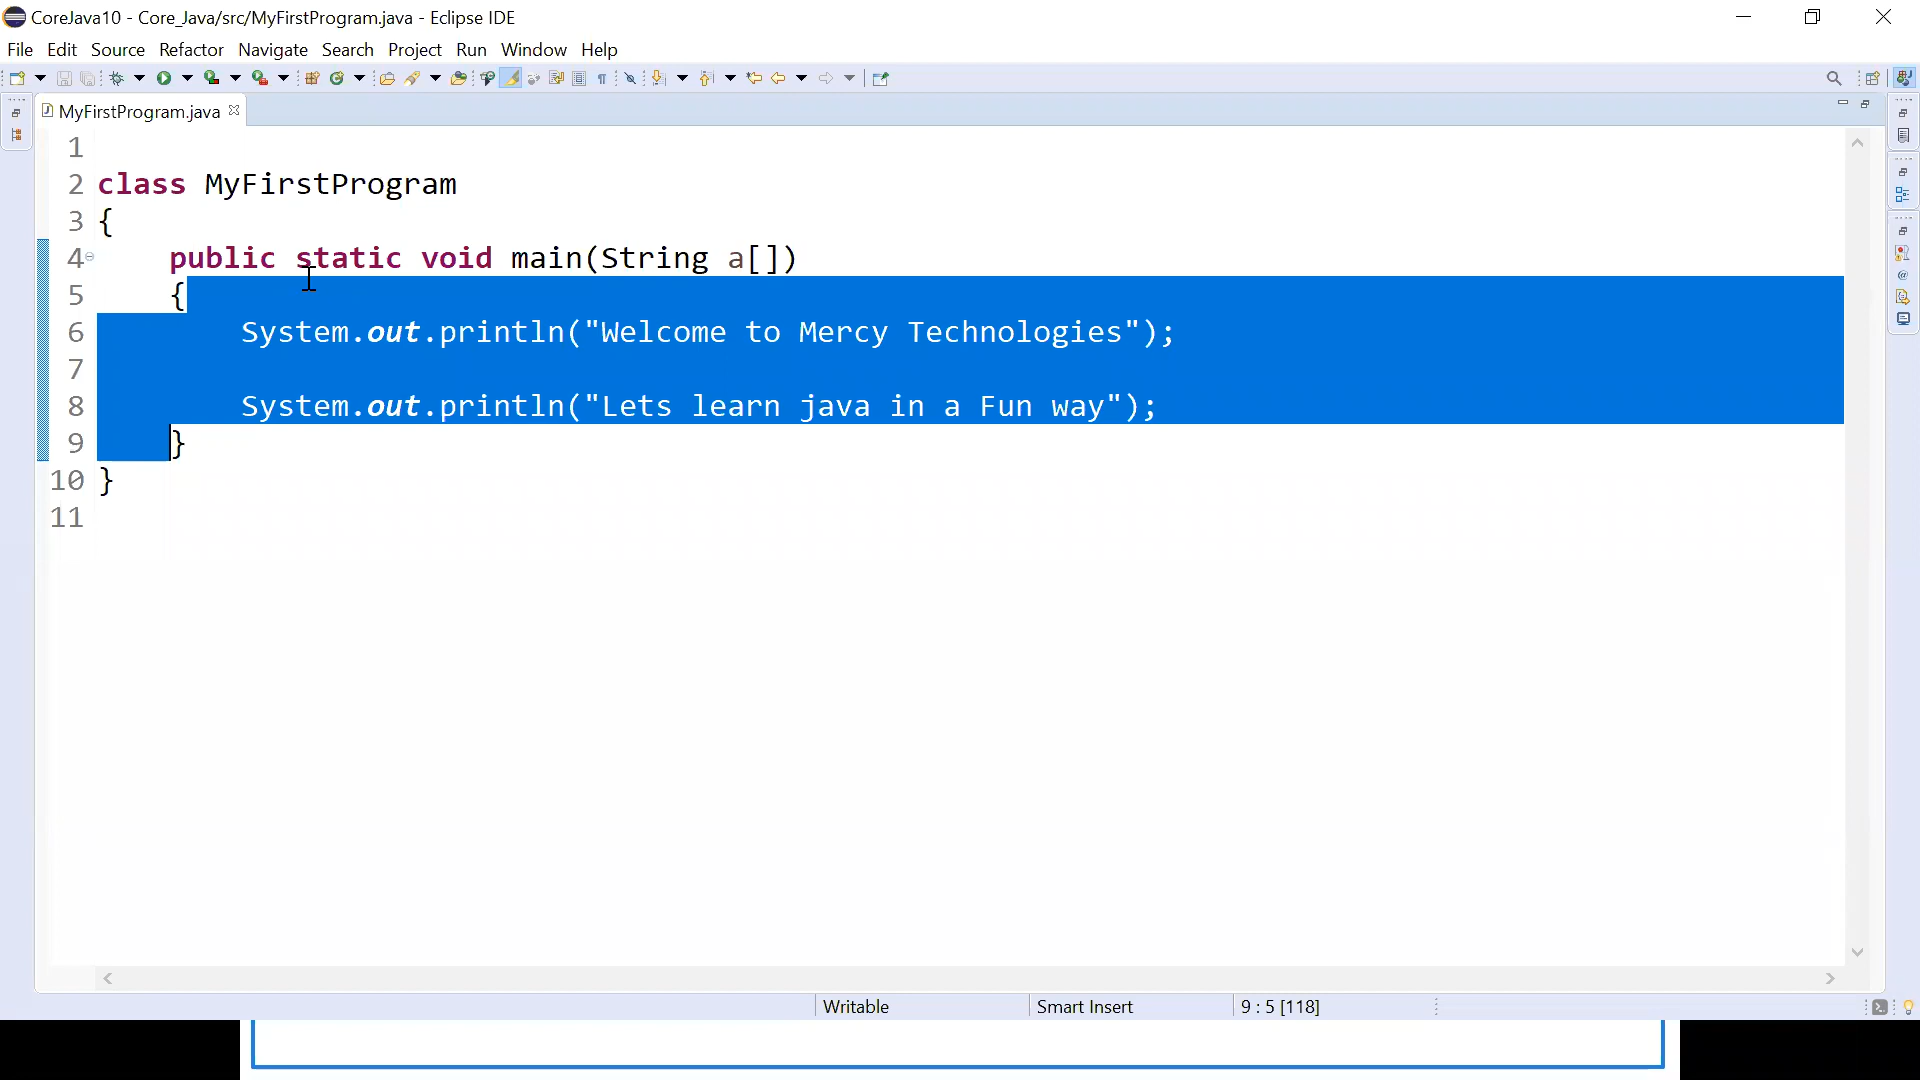 CoreJava10 - Core_Java/src/MyFirstProgram.java - Eclipse IDE
File Edit Source Refactor Navigate Search Project Run Window Help
MyFirstProgram.java
1
2 class MyFirstProgram
3 {
4 public static void main(String a[])
5 {
6 System.out.println("Welcome to Mercy Technologies");
7
8 System.out.println("Lets learn java in a Fun way");
9 }
10 }
11
Writable Smart Insert 9 : 5 [118]